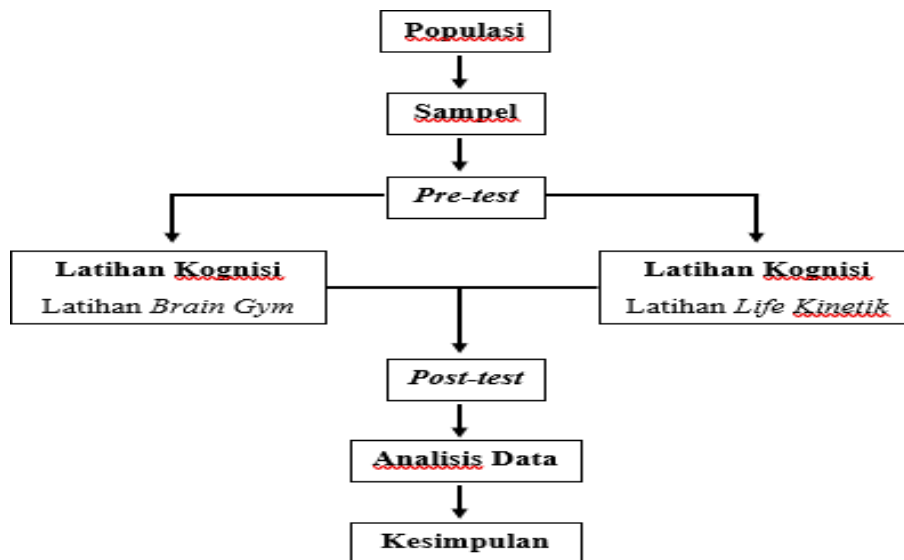 Populasi
Sampel
Pre-test
Latihan Kognisi
Latihan Brain Gym
Latihan Kognisi
Latihan Life Kinetik
Post-test
Analisis Data
Kesimpulan